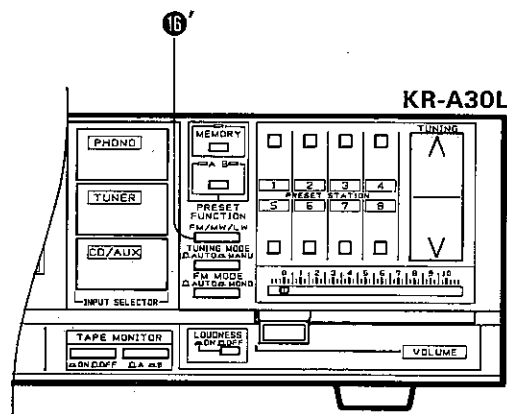 16'
KR-A30L
PHONO
TUNER
CD/AUX
INPUT SELECTOR
MEMORY
A B
PRESET
FUNCTION
FM/MW/LW
TUNING MODE
AUTO MANU
FM MODE
AUTO MONO
1 2 3 4
PRESET STATION
5 6 7 8
TUNING
0 1 2 3 4 5 6 7 8 9 10
TAPE MONITOR
ON OFF A B
LOUDNESS
ON OFF
VOLUME